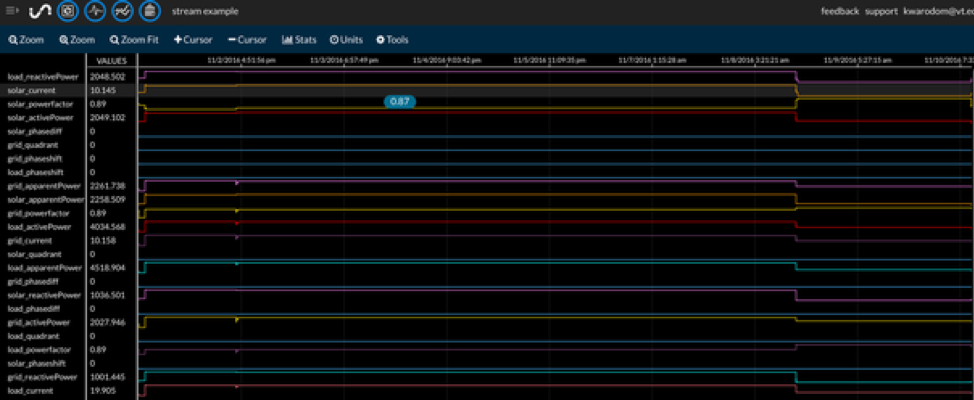 stream example
feedback support kwarodom@vt.ed
Zoom Zoom Zoom Fit Cursor Cursor Stats Units Tools
VALUES 11/2/2016 4:51:56 pm 11/3/2016 6:57:49 pm 11/4/2016 9:03:42 pm 11/5/2016 11:09:35 pm 11/7/2016 1:15:28 am 11/8/2016 3:21:21 am 11/9/2016 5:27:15 am 11/10/2016 7:3
load_reactivePower 2048.502
solar_current 10.145
solar_powerfactor 0.89 0.87
solar_activePower 2049.102
solar_phasediff 0
grid_quadrant 0
grid_phaseshift 0
load_phaseshift 0
grid_apparentPower 2261.738
solar_apparentPower 2258.509
grid_powerfactor 0.89
load_activePower 4034.568
grid_current 10.158
solar_quadrant 0
load_apparentPower 4518.904
grid_phasediff 0
solar_reactivePower 1036.501
load_phasediff 0
grid_activePower 2027.946
load_quadrant 0
load_powerfactor 0.89
solar_phaseshift 0
grid_reactivePower 1001.445
load_current 19.905